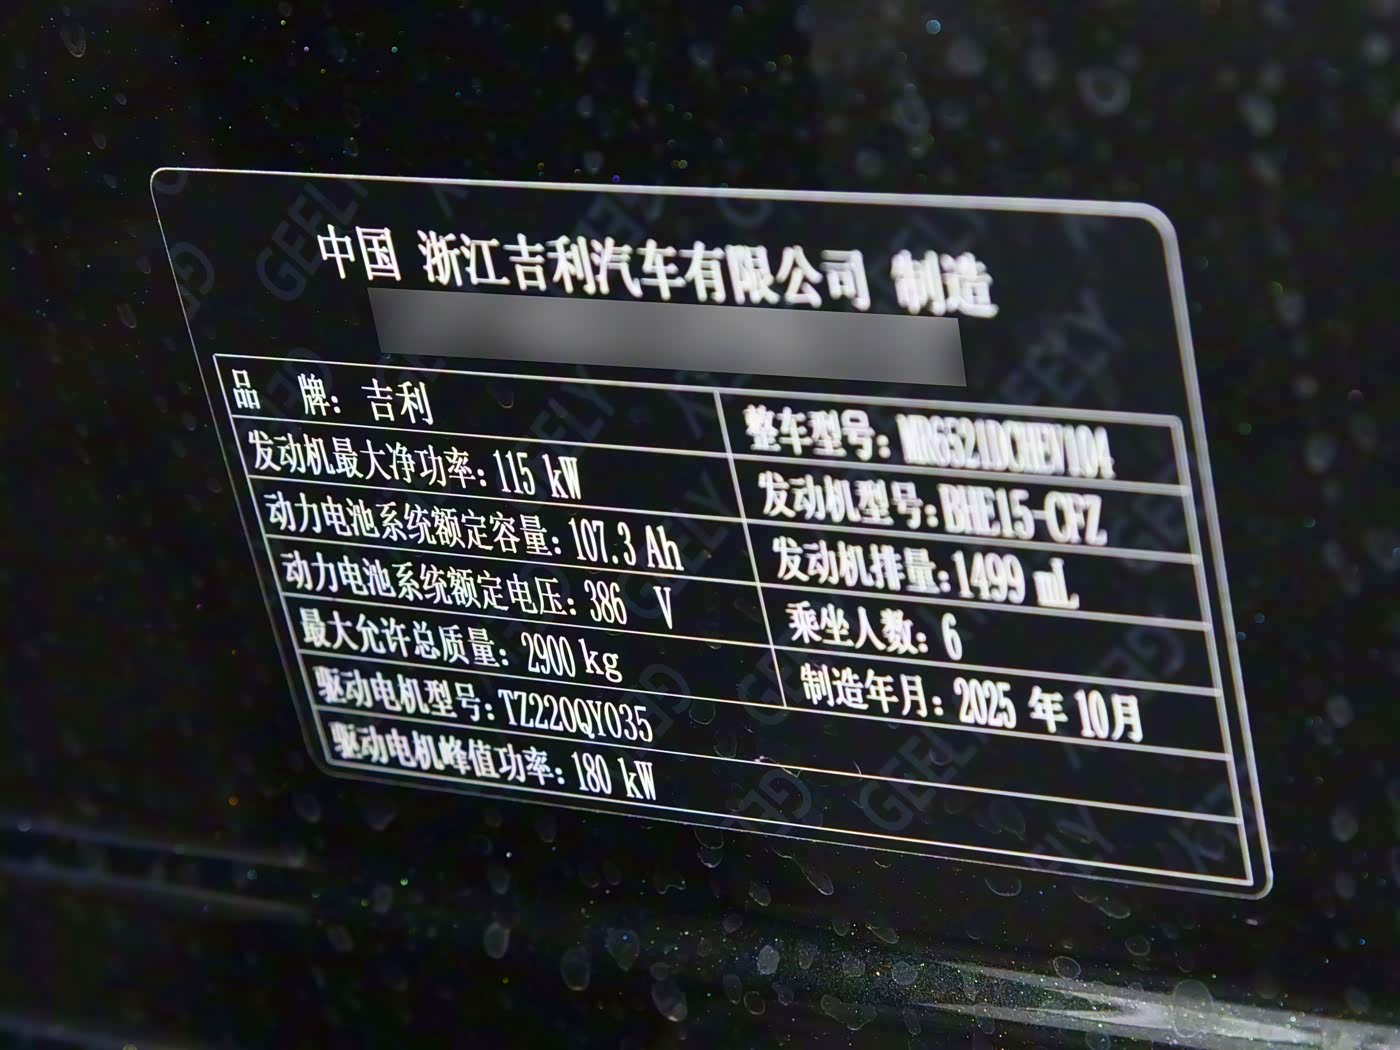 中国 浙江吉利汽车有限公司 制造
品 牌: 吉利 整车型号: MR6521DCHEV104
发动机最大净功率: 115 kW 发动机型号: BHE15-CFZ
动力电池系统额定容量: 107.3 Ah 发动机排量: 1499 mL
动力电池系统额定电压: 386 V 乘坐人数: 6
最大允许总质量: 2900 kg 制造年月: 2025 年 10月
驱动电机型号: TZ220QY035
驱动电机峰值功率: 180 kW
GEELY